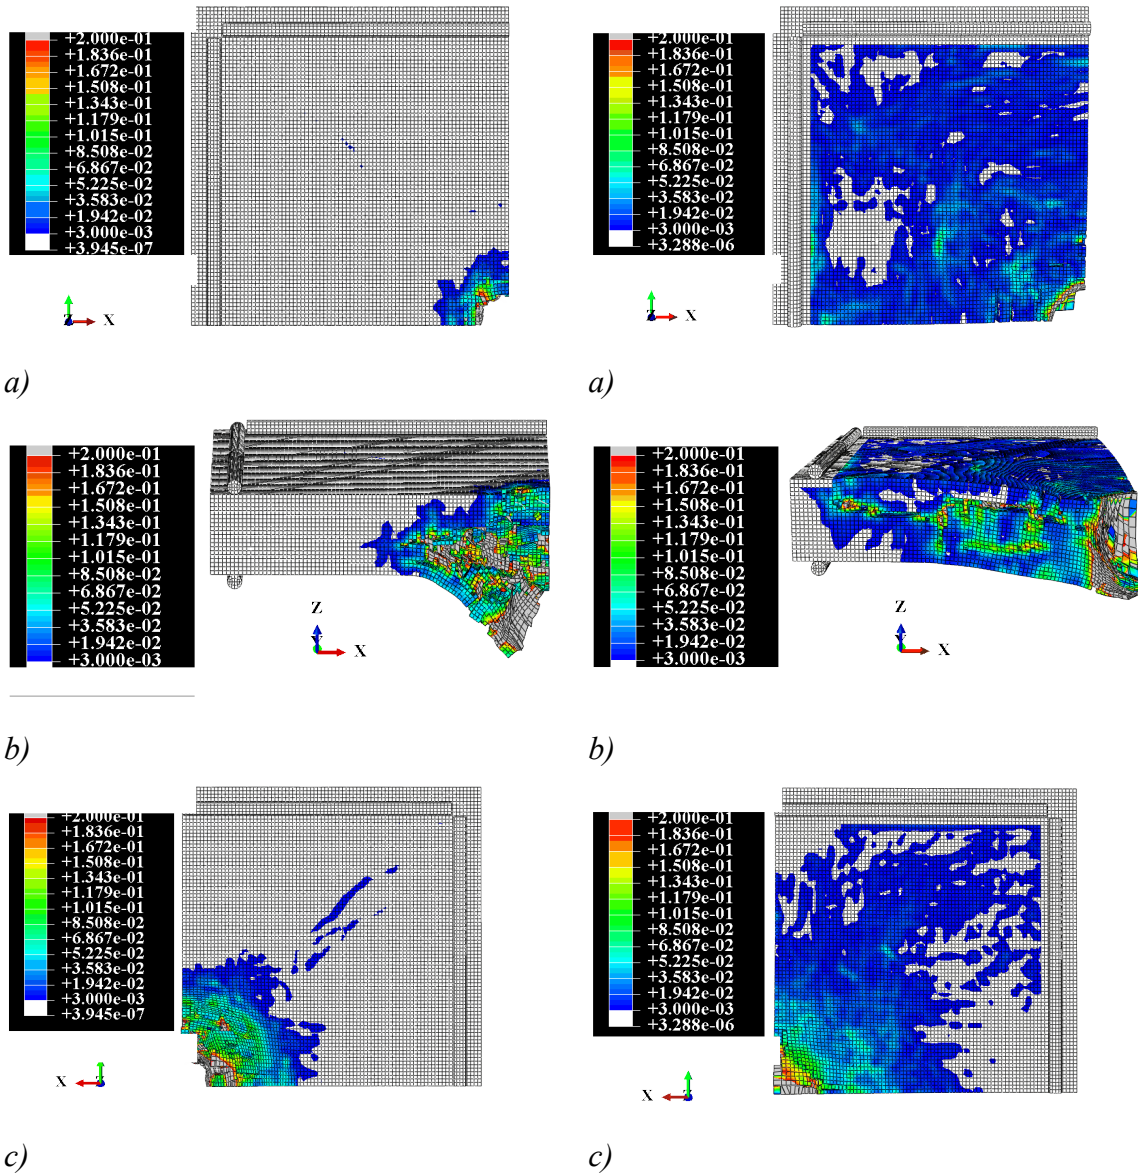 +2.000e-01
+1.836e-01
+1.672e-01
+1.508e-01
+1.343e-01
+1.179e-01
+1.015e-01
+8.508e-02
+6.867e-02
+5.225e-02
+3.583e-02
+1.942e-02
+3.000e-03
+3.945e-07
Z X
a)
+2.000e-01
+1.836e-01
+1.672e-01
+1.508e-01
+1.343e-01
+1.179e-01
+1.015e-01
+8.508e-02
+6.867e-02
+5.225e-02
+3.583e-02
+1.942e-02
+3.000e-03
+3.288e-06
Z X
a)
+2.000e-01
+1.836e-01
+1.672e-01
+1.508e-01
+1.343e-01
+1.179e-01
+1.015e-01
+8.508e-02
+6.867e-02
+5.225e-02
+3.583e-02
+1.942e-02
+3.000e-03
Z
Y
X
b)
+2.000e-01
+1.836e-01
+1.672e-01
+1.508e-01
+1.343e-01
+1.179e-01
+1.015e-01
+8.508e-02
+6.867e-02
+5.225e-02
+3.583e-02
+1.942e-02
+3.000e-03
Z
Y
X
b)
+2.000e-01
+1.836e-01
+1.672e-01
+1.508e-01
+1.343e-01
+1.179e-01
+1.015e-01
+8.508e-02
+6.867e-02
+5.225e-02
+3.583e-02
+1.942e-02
+3.000e-03
+3.945e-07
X Z
c)
+2.000e-01
+1.836e-01
+1.672e-01
+1.508e-01
+1.343e-01
+1.179e-01
+1.015e-01
+8.508e-02
+6.867e-02
+5.225e-02
+3.583e-02
+1.942e-02
+3.000e-03
+3.288e-06
X Z
c)